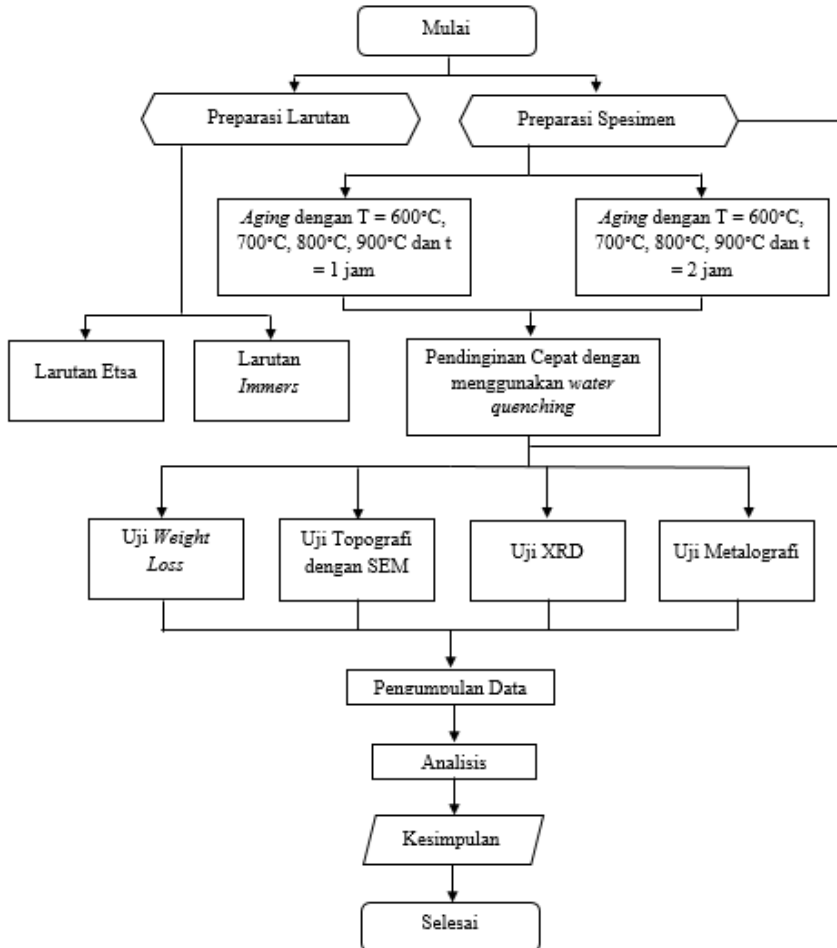 Mulai
Preparasi Larutan
Preparasi Spesimen
Aging dengan T = 600°C,
700°C, 800°C, 900°C dan t
= 1 jam
Aging dengan T = 600°C,
700°C, 800°C, 900°C dan t
= 2 jam
Larutan Etsa
Larutan
Immers
Pendinginan Cepat dengan
menggunakan water
quenching
Uji Weight
Loss
Uji Topografi
dengan SEM
Uji XRD
Uji Metalografi
Pengumpulan Data
Analisis
Kesimpulan
Selesai